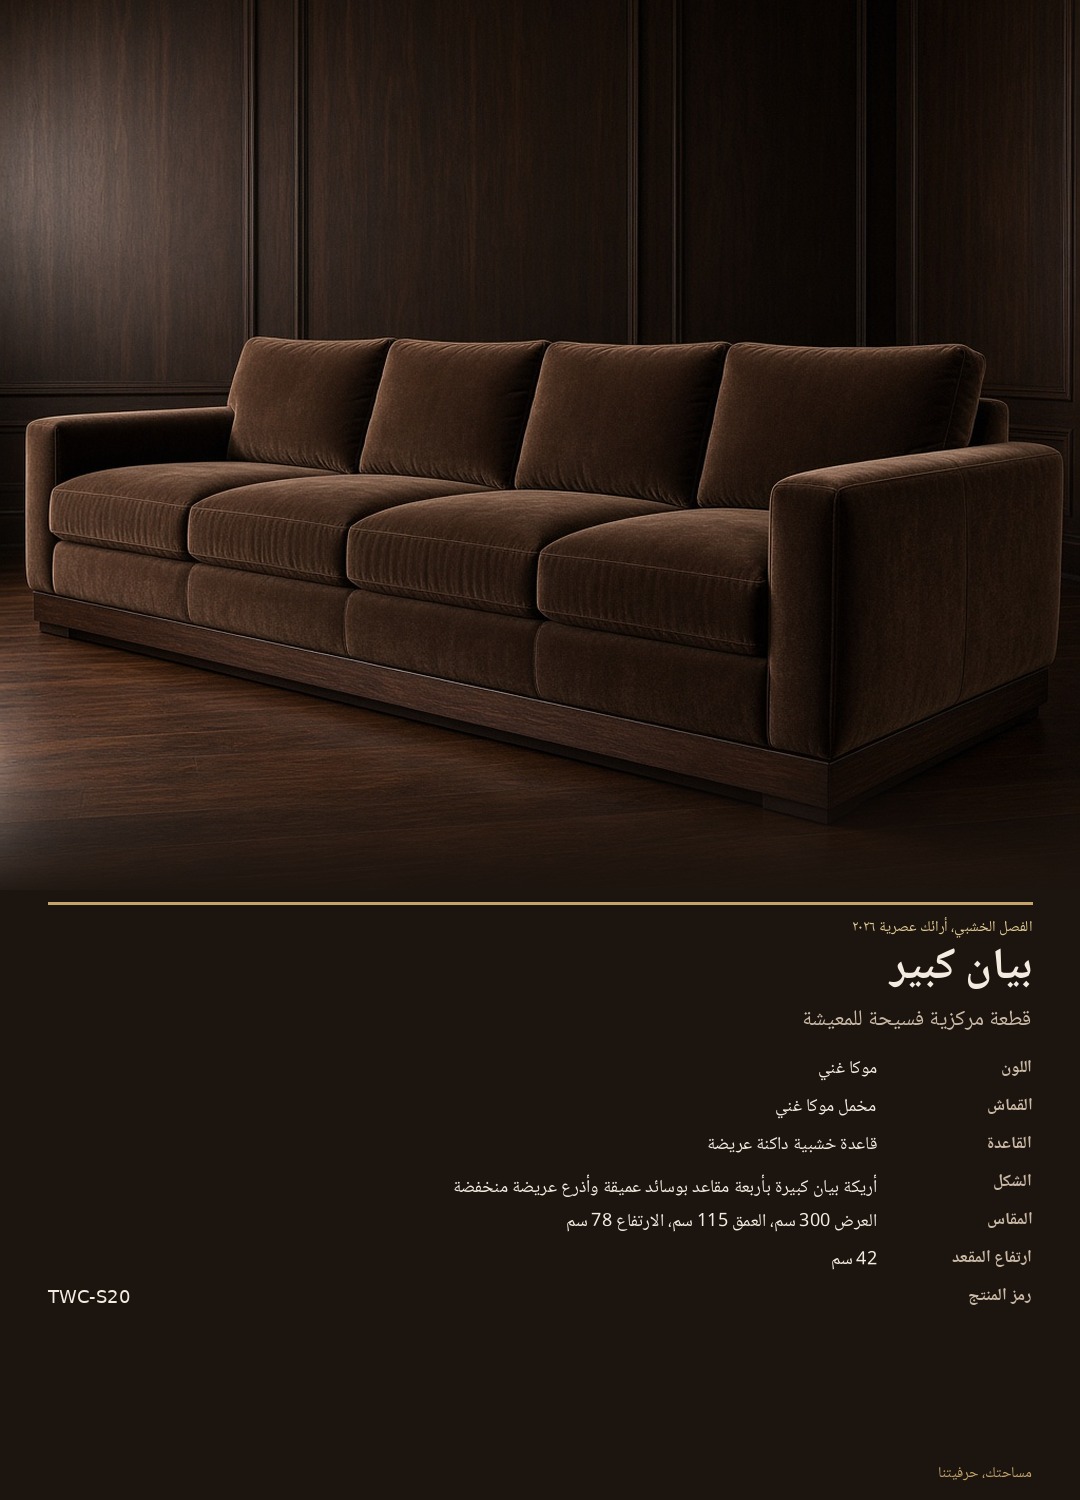 الفصل الخشبي، أرائك عصرية ٢٠٢٦
بيان كبير
قطعة مركزية فسيحة للمعيشة
اللون موكا غني
القماش مخمل موكا غني
القاعدة قاعدة خشبية داكنة عريضة
الشكل أريكة بيان كبيرة بأربعة مقاعد بوسائد عميقة وأذرع عريضة منخفضة
المقاس العرض 300 سم، العمق 115 سم، الارتفاع 78 سم
ارتفاع المقعد 42 سم
رمز المنتج TWC-S20
مساحتك، حرفيتنا